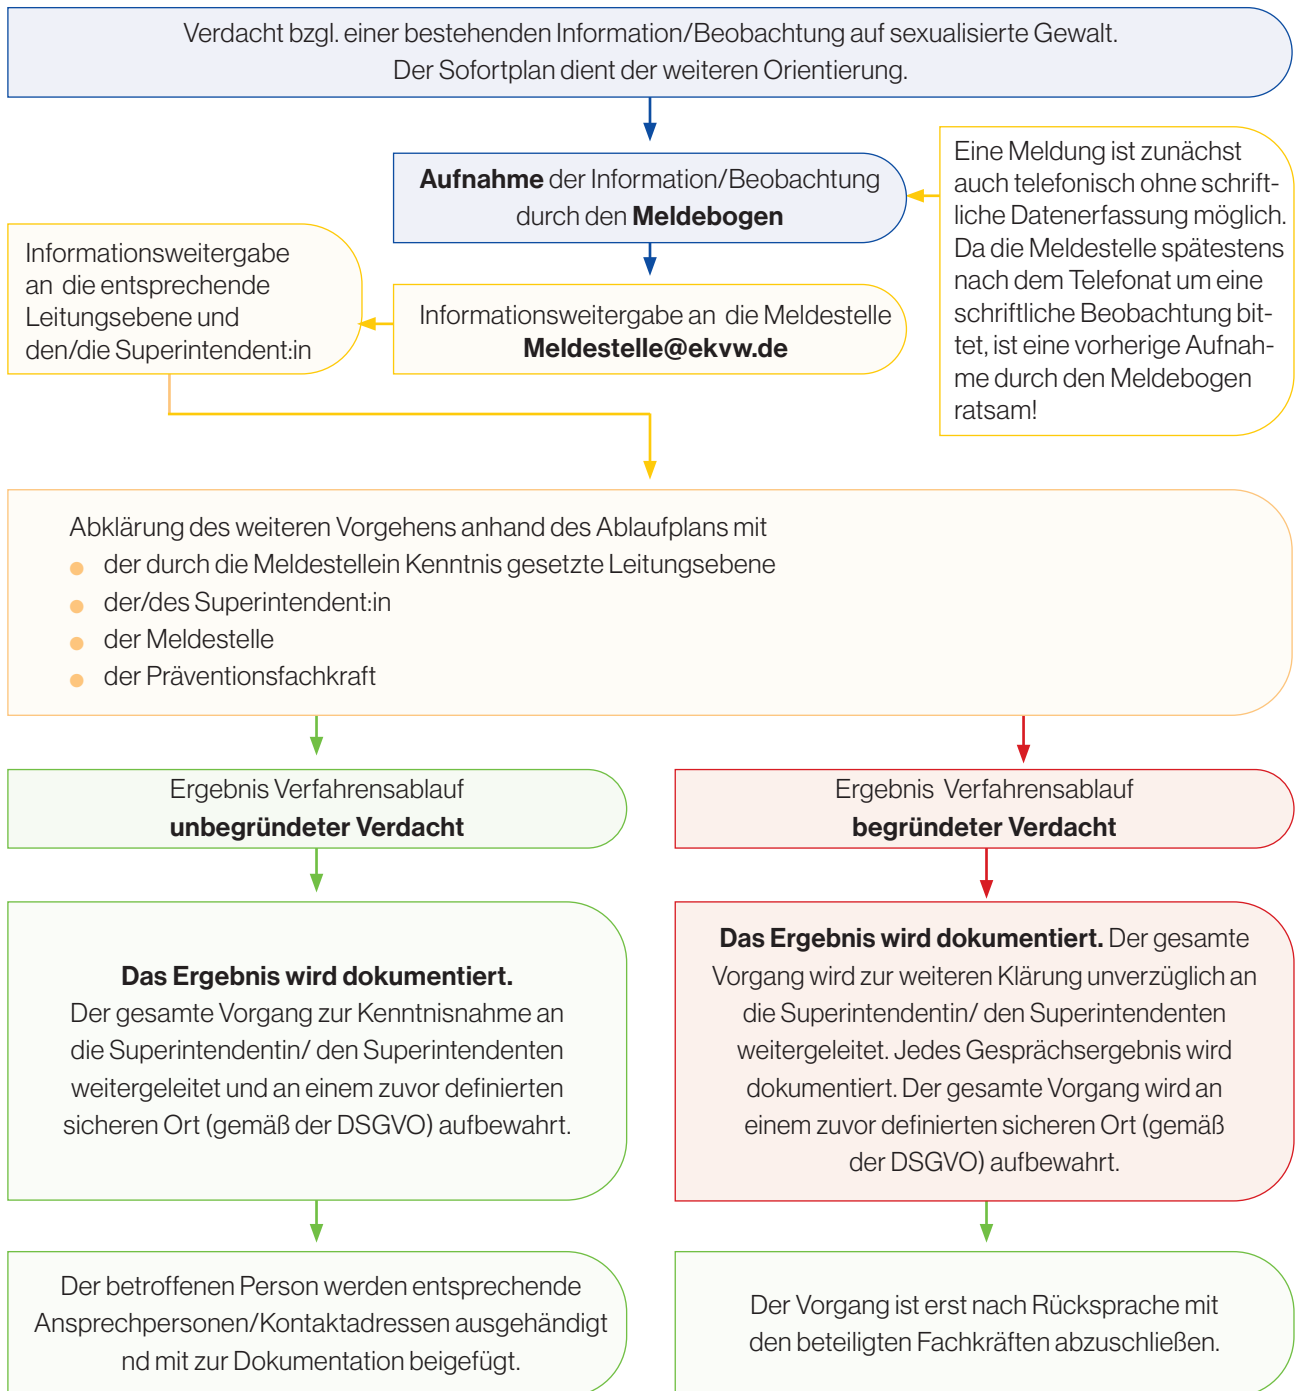 Verdacht bzgl. einer bestehenden Information/Beobachtung auf sexualisierte Gewalt.
Der Sofortplan dient der weiteren Orientierung.
Aufnahme der Information/Beobachtung
durch den Meldebogen
Eine Meldung ist zunächst
auch telefonisch ohne schrift-
liche Datenerfassung möglich.
Da die Meldestelle spätestens
nach dem Telefonat um eine
schriftliche Beobachtung bit-
tet, ist eine vorherige Aufnah-
me durch den Meldebogen
ratsam!
Informationsweitergabe an die Meldestelle
Meldestelle@ekvw.de
Informationsweitergabe
an die entsprechende
Leitungsebene und
den/die Superintendent:in
Abklärung des weiteren Vorgehens anhand des Ablaufplans mit
● der durch die Meldestellein Kenntnis gesetzte Leitungsebene
● der/des Superintendent:in
● der Meldestelle
● der Präventionsfachkraft
Ergebnis Verfahrensablauf
unbegründeter Verdacht
Das Ergebnis wird dokumentiert.
Der gesamte Vorgang zur Kenntnisnahme an
die Superintendentin/ den Superintendenten
weitergeleitet und an einem zuvor definierten
sicheren Ort (gemäß der DSGVO) aufbewahrt.
Der betroffenen Person werden entsprechende
Ansprechpersonen/Kontaktadressen ausgehändigt
nd mit zur Dokumentation beigefügt.
Ergebnis Verfahrensablauf
begründeter Verdacht
Das Ergebnis wird dokumentiert. Der gesamte
Vorgang wird zur weiteren Klärung unverzüglich an
die Superintendentin/ den Superintendenten
weitergeleitet. Jedes Gesprächsergebnis wird
dokumentiert. Der gesamte Vorgang wird an
einem zuvor definierten sicheren Ort (gemäß
der DSGVO) aufbewahrt.
Der Vorgang ist erst nach Rücksprache mit
den beteiligten Fachkräften abzuschließen.